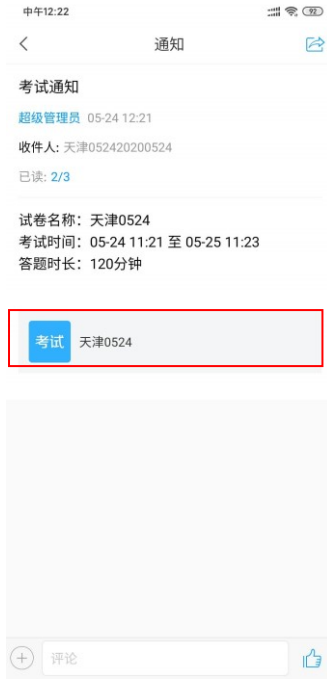 中午12:22
92
通知
考试通知
超级管理员 05-24 12:21
收件人: 天津052420200524
已读: 2/3
试卷名称：天津0524
考试时间：05-24 11:21 至 05-25 11:23
答题时长：120分钟
考试 天津0524
评论